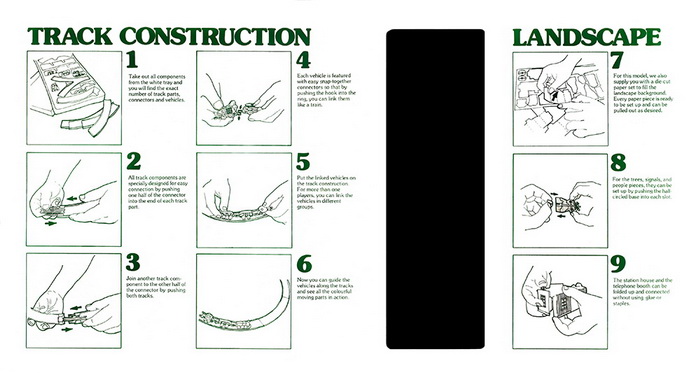 TRACK CONSTRUCTION
1
Take out all components
from the white tray and
you will find the exact
number of track parts,
connectors and vehicles.
2
All track components are
specially designed for easy
connection by pushing
one half of the connector
into the end of each track
part.
3
Join another track com-
ponent to the other half of
the connector by pushing
both tracks.
4
Each vehicle is featured
with easy snap-together
connectors so that by
pushing the hook into the
ring, you can link them
like a train.
5
Put the linked vehicles on
the track construction.
For more than one
players, you can link the
vehicles in different
groups.
6
Now you can guide the
vehicles along the tracks
and see all the colourful
moving parts in action.
LANDSCAPE
7
For this model, we also
supply you with a die-cut
paper set to fill the
landscape background.
Every paper piece is ready
to be set up and can be
pulled out as desired.
8
For the trees, signals, and
people pieces, they can be
set up by pushing the half-
circled base into each slot.
9
The station house and the
telephone booth can be
folded up and connected
without using glue or
staples.